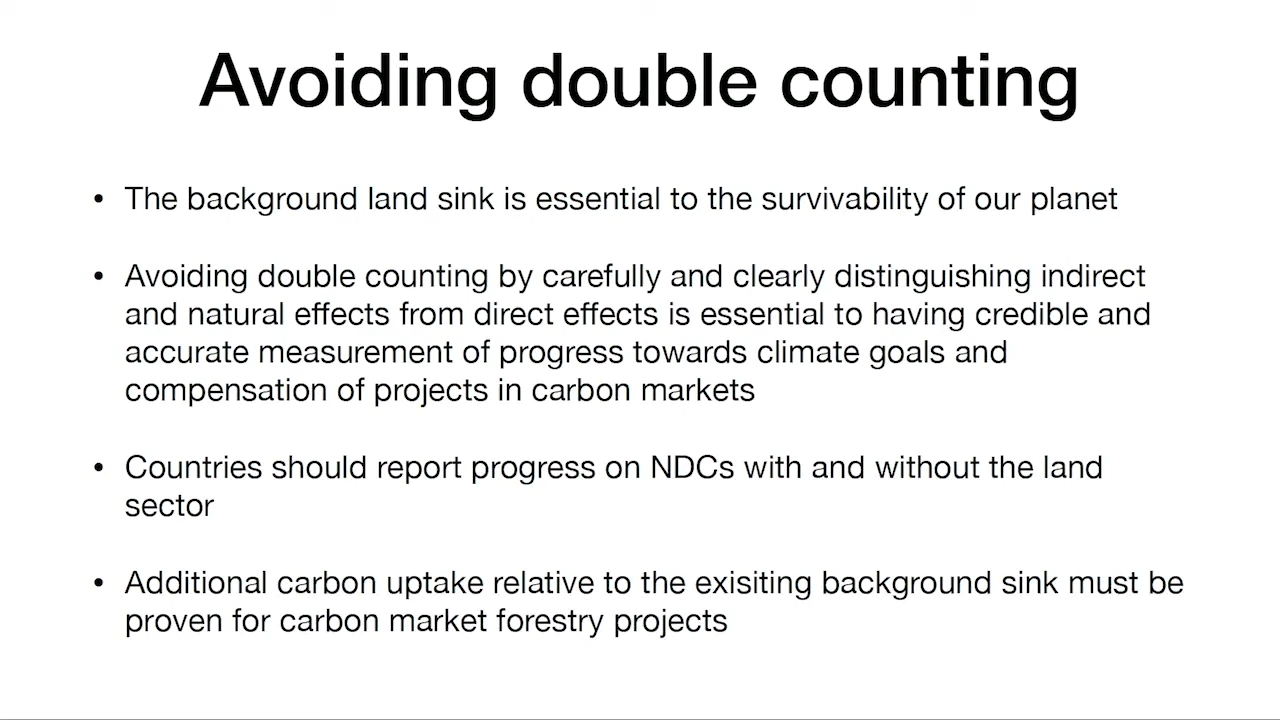 Avoiding double counting
• The background land sink is essential to the survivability of our planet
• Avoiding double counting by carefully and clearly distinguishing indirect
and natural effects from direct effects is essential to having credible and
accurate measurement of progress towards climate goals and
compensation of projects in carbon markets
• Countries should report progress on NDCs with and without the land
sector
• Additional carbon uptake relative to the exisiting background sink must be
proven for carbon market forestry projects